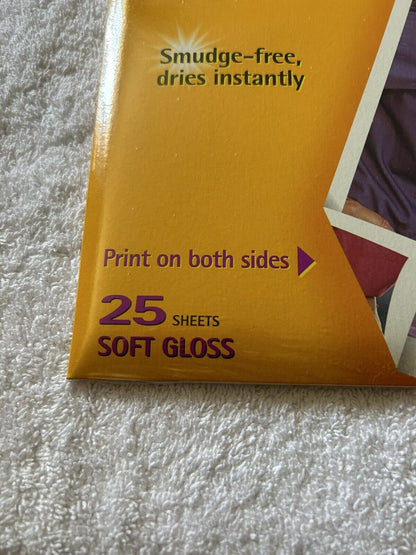 Smudge-free,
dries instantly
Print on both sides
25 SHEETS
SOFT GLOSS